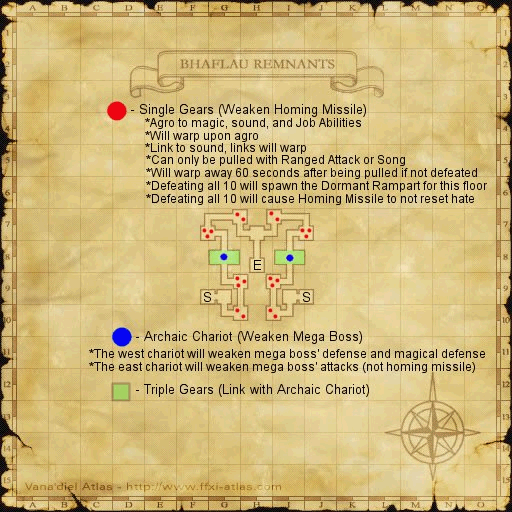 A B C D E F G H I J K L M N O
BHAFLAU REMNANTS
- Single Gears (Weaken Homing Missile)
*Agro to magic, sound, and Job Abilities
*Will warp upon agro
*Link to sound, links will warp
*Can only be pulled with Ranged Attack or Song
*Will warp away 60 seconds after being pulled if not defeated
*Defeating all 10 will spawn the Dormant Rampart for this floor
*Defeating all 10 will cause Homing Missile to not reset hate
E
S S
- Archaic Chariot (Weaken Mega Boss)
*The west chariot will weaken mega boss' defense and magical defense
*The east chariot will weaken mega boss' attacks (not homing missile)
- Triple Gears (Link with Archaic Chariot)
Vana'diel Atlas - http://www.ffxi-atlas.com
A B C D E F G H I J K L M N O